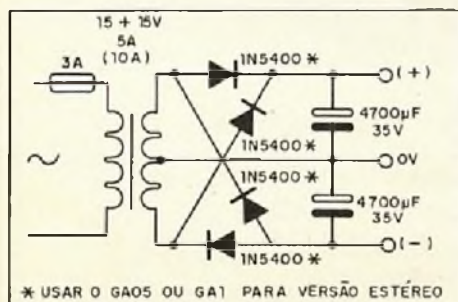 15 + 15V
5A
(10A)
3A
1N5400 *
(+)
4700µF
35V
1N5400 *
0V
1N5400 *
4700µF
35V
1N5400 *
(-)
* USAR O GA05 OU GA1 PARA VERSÃO ESTÉREO